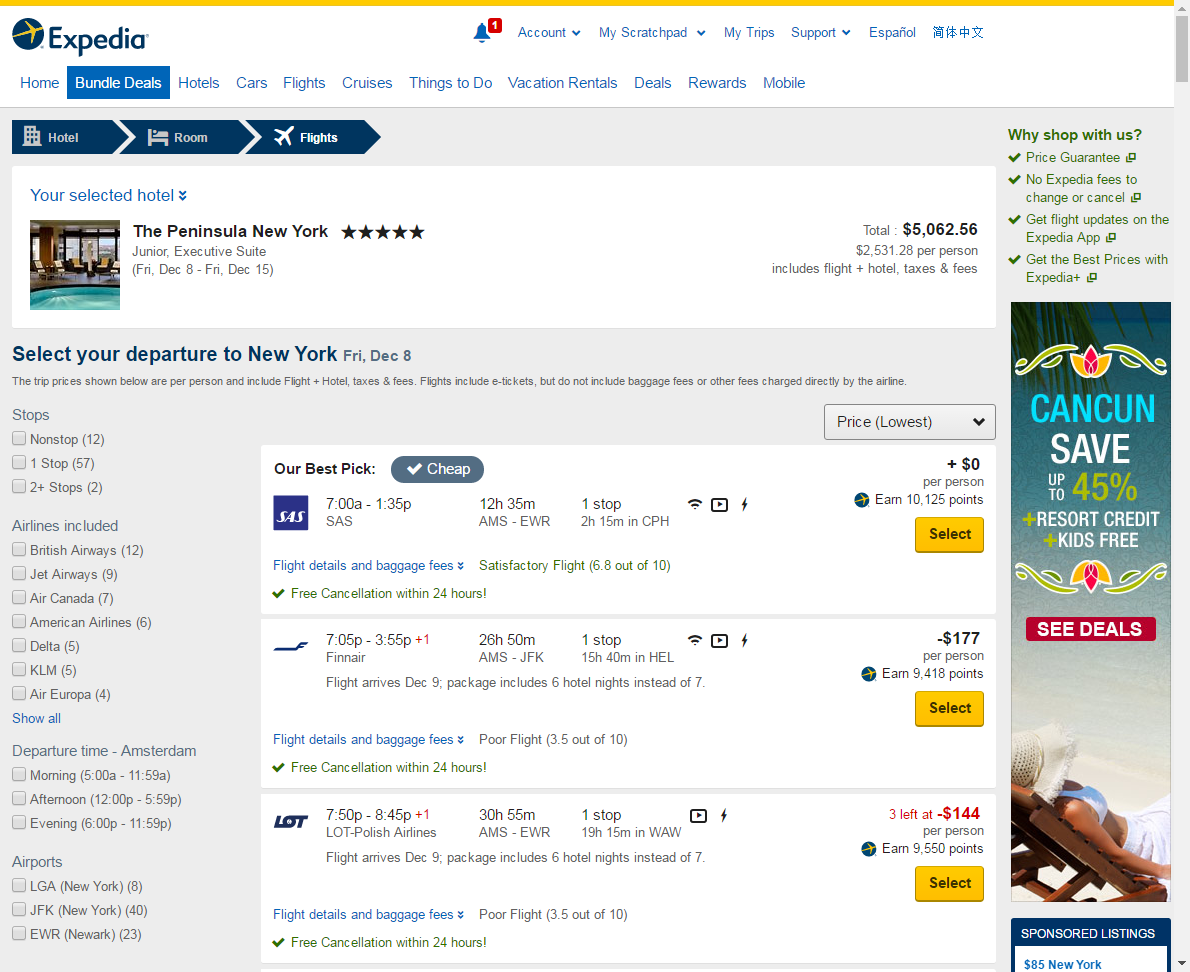 Expedia
1
Account
My Scratchpad
My Trips
Support
Español
简体中文
Home
Bundle Deals
Hotels
Cars
Flights
Cruises
Things to Do
Vacation Rentals
Deals
Rewards
Mobile
Hotel
Room
Flights
Your selected hotel
The Peninsula New York
Junior, Executive Suite
(Fri, Dec 8 - Fri, Dec 15)
Total : $5,062.56
$2,531.28 per person
includes flight + hotel, taxes & fees
Select your departure to New York Fri, Dec 8
The trip prices shown below are per person and include Flight + Hotel, taxes & fees. Flights include e-tickets, but do not include baggage fees or other fees charged directly by the airline.
Stops
Nonstop (12)
1 Stop (57)
2+ Stops (2)
Airlines included
British Airways (12)
Jet Airways (9)
Air Canada (7)
American Airlines (6)
Delta (5)
KLM (5)
Air Europa (4)
Show all
Departure time - Amsterdam
Morning (5:00a - 11:59a)
Afternoon (12:00p - 5:59p)
Evening (6:00p - 11:59p)
Airports
LGA (New York) (8)
JFK (New York) (40)
EWR (Newark) (23)
Price (Lowest)
Our Best Pick: Cheap
+ $0
per person
Earn 10,125 points
SAS
7:00a - 1:35p 12h 35m 1 stop
SAS AMS - EWR 2h 15m in CPH
Select
Flight details and baggage fees Satisfactory Flight (6.8 out of 10)
Free Cancellation within 24 hours!
7:05p - 3:55p +1 26h 50m 1 stop
Finnair AMS - JFK 15h 40m in HEL
Flight arrives Dec 9; package includes 6 hotel nights instead of 7.
-$177
per person
Earn 9,418 points
Select
Flight details and baggage fees Poor Flight (3.5 out of 10)
Free Cancellation within 24 hours!
LOT
7:50p - 8:45p +1 30h 55m 1 stop
LOT-Polish Airlines AMS - EWR 19h 15m in WAW
Flight arrives Dec 9; package includes 6 hotel nights instead of 7.
3 left at -$144
per person
Earn 9,550 points
Select
Flight details and baggage fees Poor Flight (3.5 out of 10)
Free Cancellation within 24 hours!
Why shop with us?
Price Guarantee
No Expedia fees to
change or cancel
Get flight updates on the
Expedia App
Get the Best Prices with
Expedia+
CANCUN
SAVE
UP TO 45%
+RESORT CREDIT
+KIDS FREE
SEE DEALS
SPONSORED LISTINGS
$85 New York